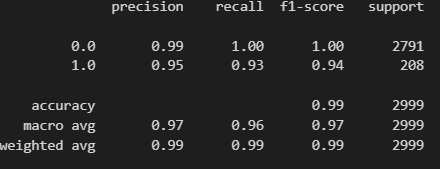 precision recall f1-score support
0.0 0.99 1.00 1.00 2791
1.0 0.95 0.93 0.94 208
accuracy 0.99 2999
macro avg 0.97 0.96 0.97 2999
weighted avg 0.99 0.99 0.99 2999